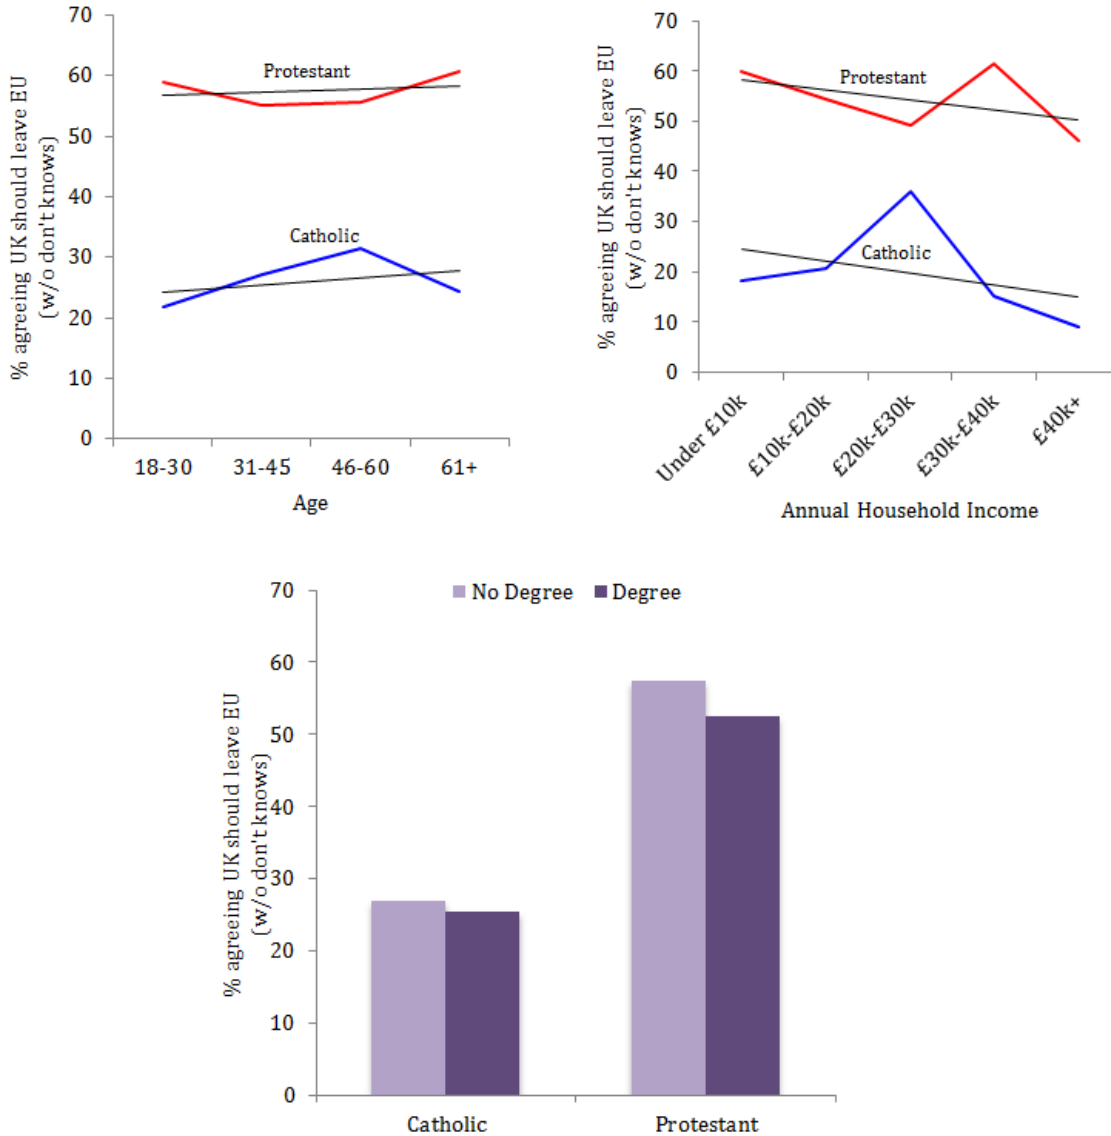 % agreeing UK should leave EU
(w/o don't knows)
70
60
50
40
30
20
10
0
Protestant
Catholic
18-30 31-45 46-60 61+
Age
% agreeing UK should leave EU
(w/o don't knows)
70
60
50
40
30
20
10
0
Protestant
Catholic
Under £10k
£10k-£20k
£20k-£30k
£30k-£40k
£40k+
Annual Household Income
% agreeing UK should leave EU
(w/o don't knows)
No Degree Degree
70
60
50
40
30
20
10
0
Catholic Protestant